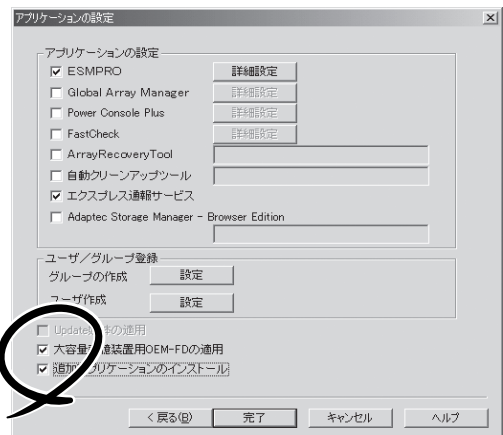 アプリケーションの設定
アプリケーションの設定
ESMPRO 詳細設定
Global Array Manager 詳細設定
Power Console Plus 詳細設定
FastCheck 詳細設定
ArrayRecoveryTool
自動クリーンアップツール
エクスプレス通報サービス
Adaptec Storage Manager - Browser Edition
ユーザ/グループ登録
グループの作成 設定
ユーザ作成 設定
Update の適用
大容量 装置用OEM-FDの適用
追加アプリケーションのインストール
< 戻る(B) 完了 キャンセル ヘルプ